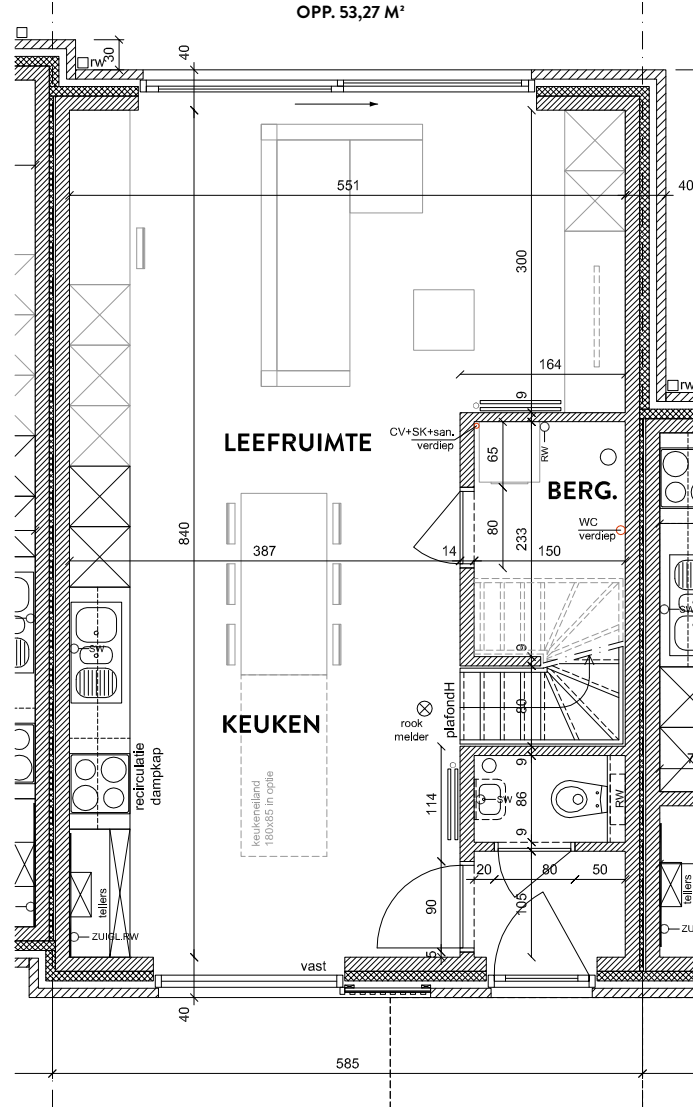 OPP. 53,27 M²
rw
30
40
551
40
300
164
9
rw
CV+SK+san.
verdiep
65
RW
LEEFRUIMTE
BERG.
840
80
233
WC
verdiep
387
14
150
SW
SW
9
80
plafondH
rook
melder
KEUKEN
recirculatie
dampkap
keukeneiland
180x85 in optie
9
114
SW
86
RW
9
20
80
50
tellers
tellers
90
105
ZUIGL.RW
ZU
5
vast
40
585